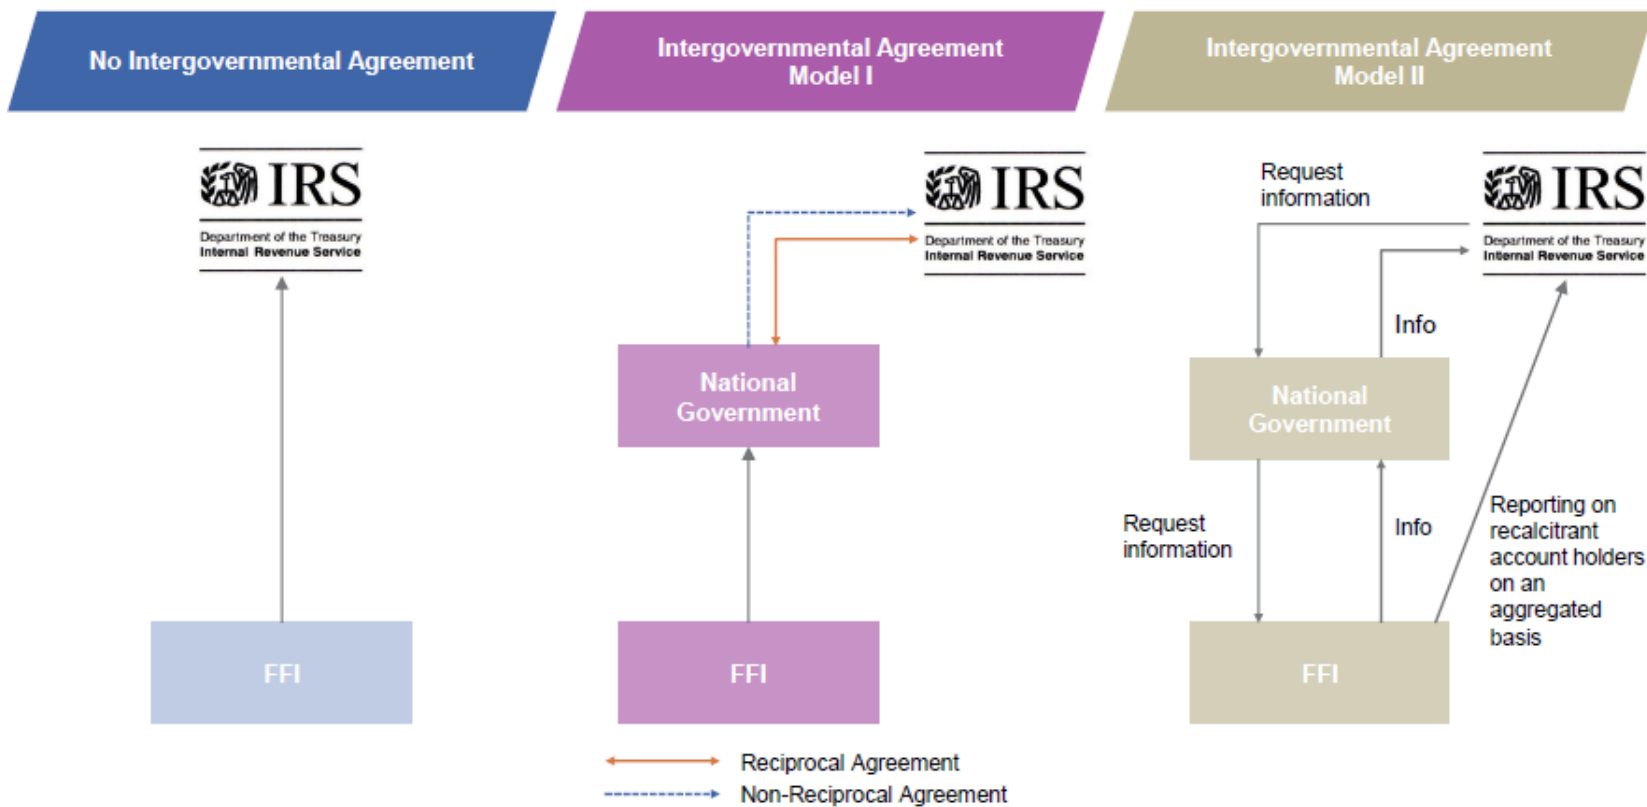 No Intergovernmental Agreement
Intergovernmental Agreement
Model I
Intergovernmental Agreement
Model II
IRS
Department of the Treasury
Internal Revenue Service
FFI
IRS
Department of the Treasury
Internal Revenue Service
National
Government
FFI
Reciprocal Agreement
Non-Reciprocal Agreement
Request
information
IRS
Department of the Treasury
Internal Revenue Service
Info
National
Government
Request
information
Info
Reporting on
recalcitrant
account holders
on an
aggregated
basis
FFI